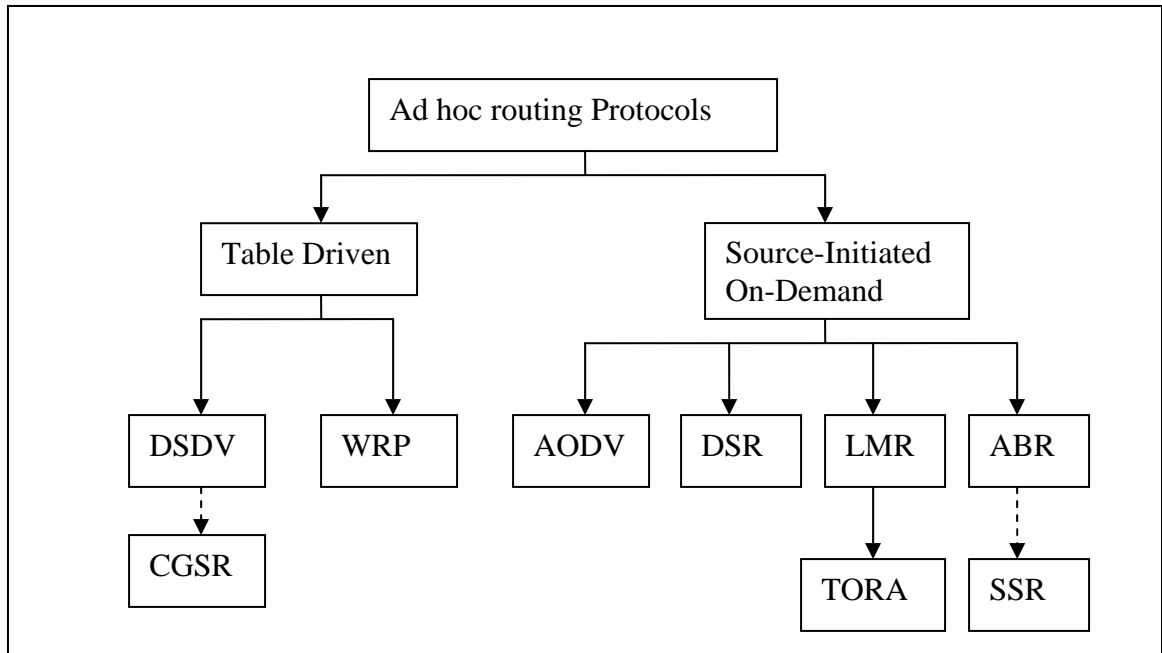 Ad hoc routing Protocols
Table Driven
Source-Initiated
On-Demand
DSDV
WRP
AODV
DSR
LMR
ABR
CGSR
TORA
SSR